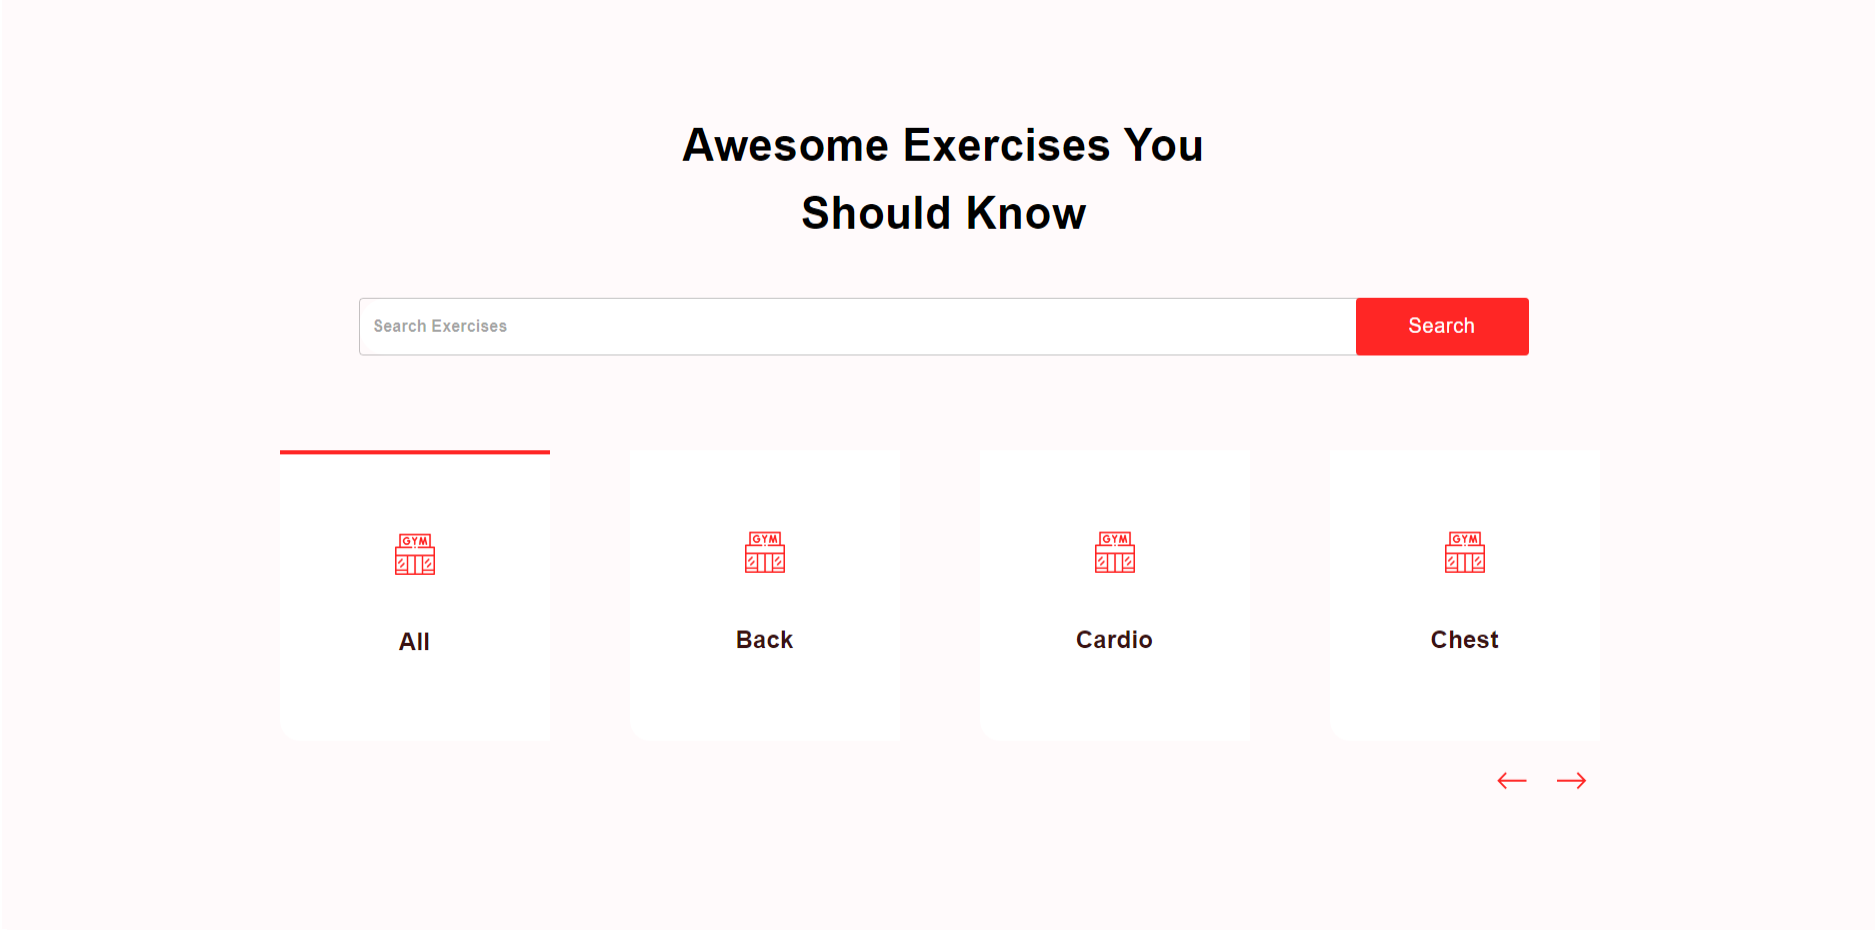 Awesome Exercises You
Should Know
Search Exercises
Search
GYM
GYM
GYM
GYM
All
Back
Cardio
Chest